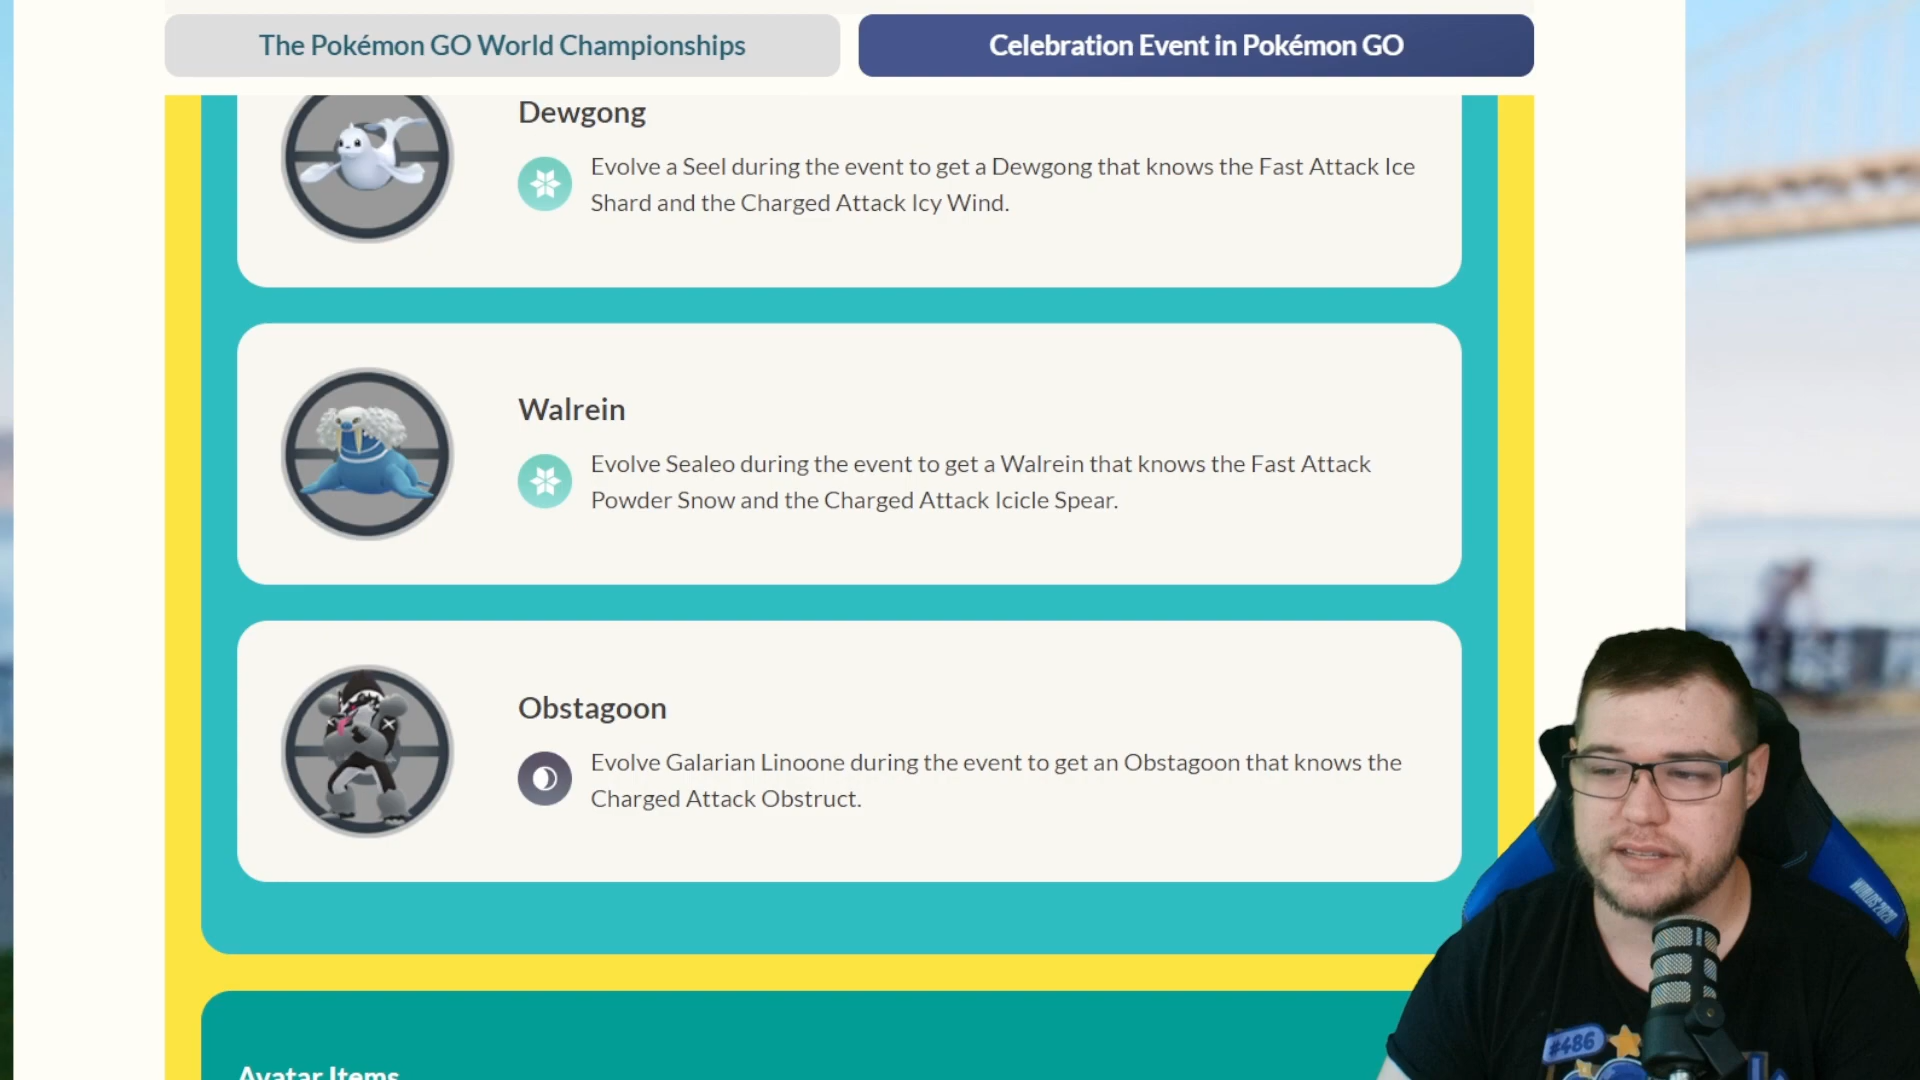 The Pokémon GO World Championships
Celebration Event in Pokémon GO
Dewgong
Evolve a Seel during the event to get a Dewgong that knows the Fast Attack Ice
Shard and the Charged Attack Icy Wind.
Walrein
Evolve Sealeo during the event to get a Walrein that knows the Fast Attack
Powder Snow and the Charged Attack Icicle Spear.
Obstagoon
Evolve Galarian Linoone during the event to get an Obstagoon that knows the
Charged Attack Obstruct.
Avatar Items
WORLDS 2020
#486